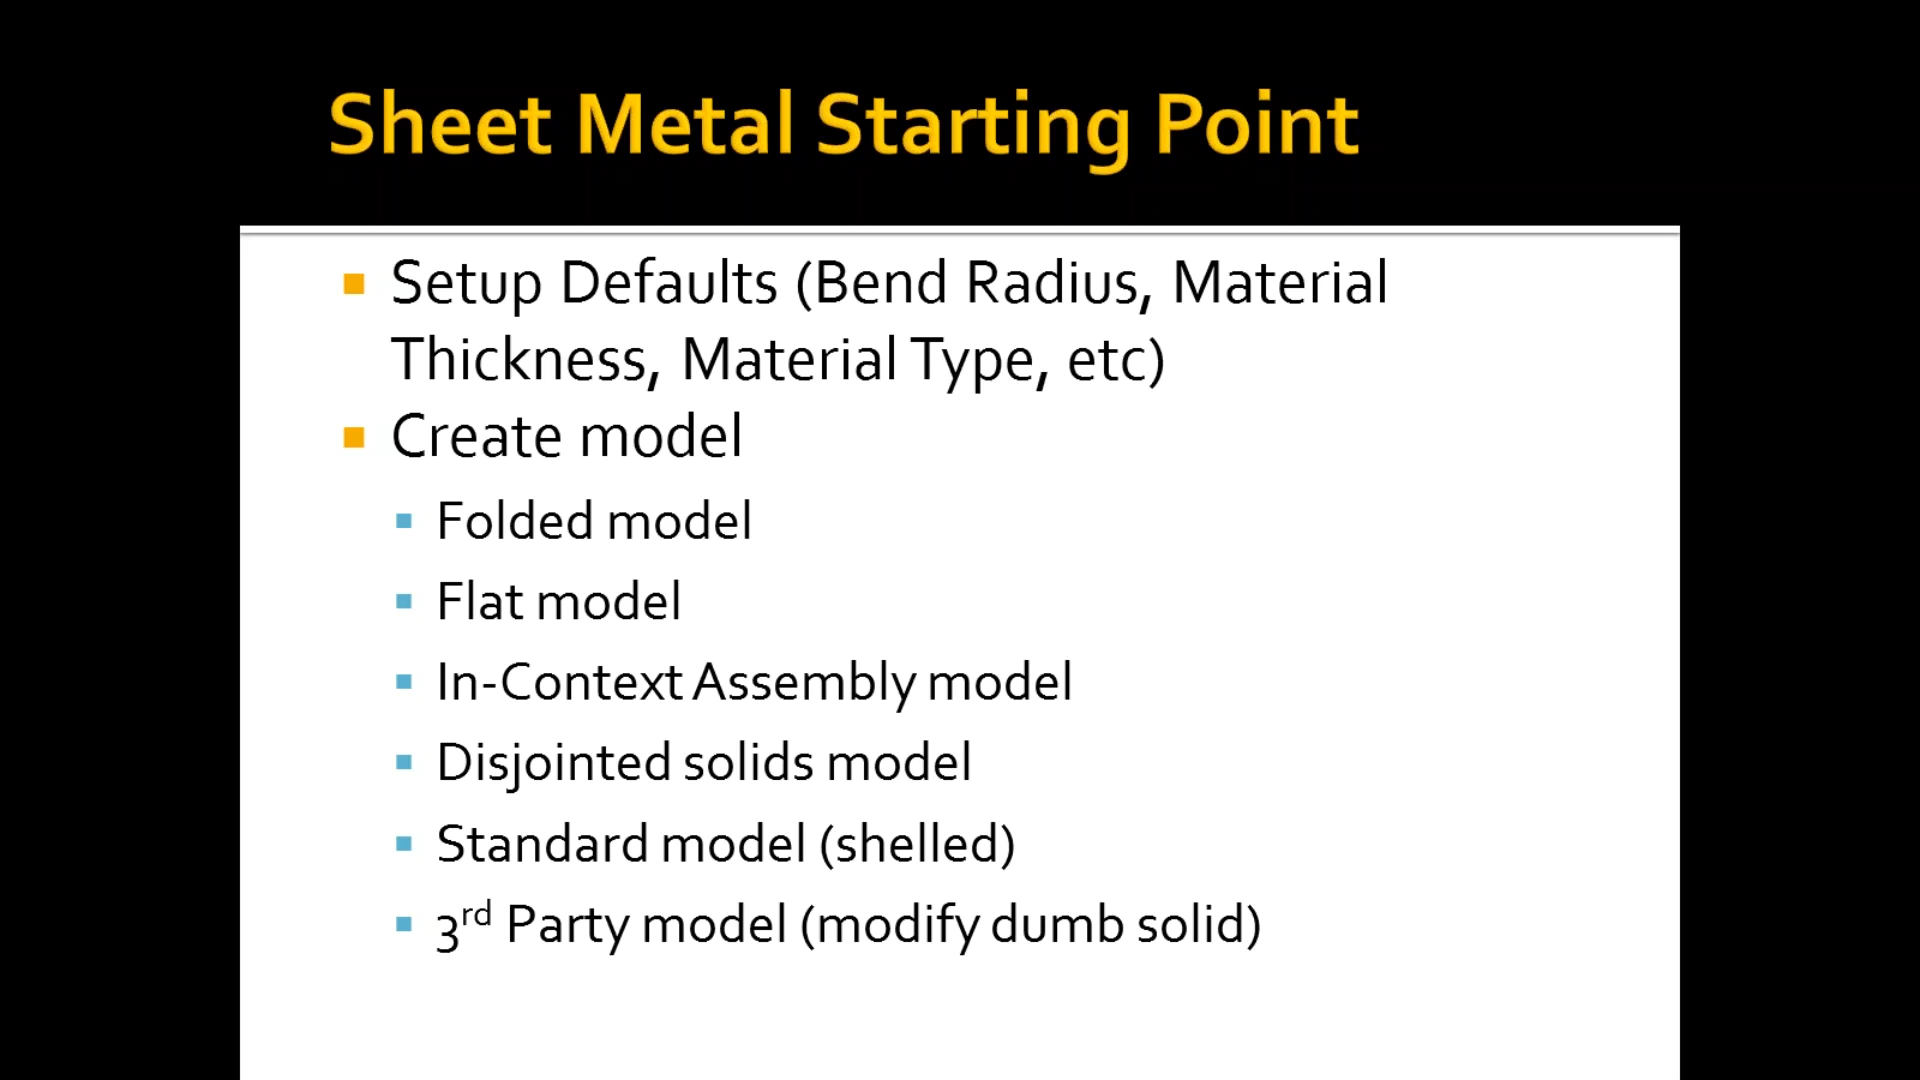 Sheet Metal Starting Point
Setup Defaults (Bend Radius, Material
Thickness, Material Type, etc)
Create model
Folded model
Flat model
In-Context Assembly model
Disjointed solids model
Standard model (shelled)
3rd Party model (modify dumb solid)